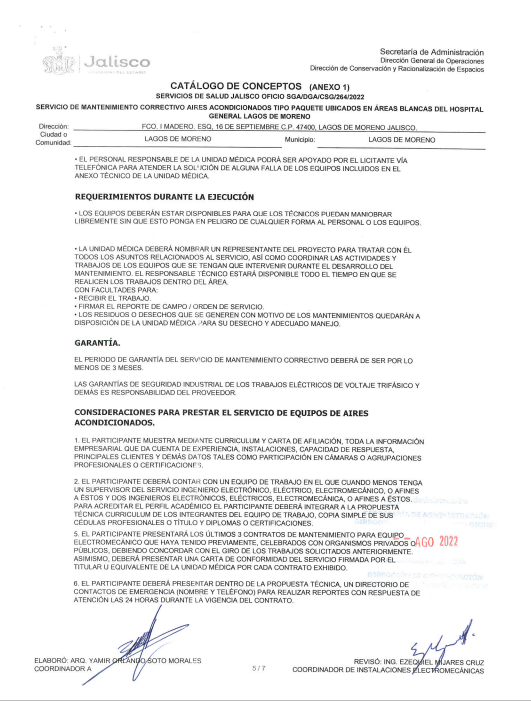 Jalisco
Secretaría de Administración
Dirección General de Operaciones
Dirección de Conservación y Racionalización de Espacios
CATÁLOGO DE CONCEPTOS (ANEXO 1)
SERVICIOS DE SALUD JALISCO OFICIO SGA/DGA/CSG/264/2022
SERVICIO DE MANTENIMIENTO CORRECTIVO AIRES ACONDICIONADOS TIPO PAQUETE UBICADOS EN ÁREAS BLANCAS DEL HOSPITAL
GENERAL LAGOS DE MORENO
Dirección: FCO. I MADERO. ESQ, 16 DE SEPTIEMBRE C.P. 47400, LAGOS DE MORENO JALISCO.
Ciudad o
Comunidad: LAGOS DE MORENO Municipio: LAGOS DE MORENO
• EL PERSONAL RESPONSABLE DE LA UNIDAD MÉDICA PODRÁ SER APOYADO POR EL LICITANTE VÍA
TELEFÓNICA PARA ATENDER LA SOLUCIÓN DE ALGUNA FALLA DE LOS EQUIPOS INCLUIDOS EN EL
ANEXO TÉCNICO DE LA UNIDAD MÉDICA.
REQUERIMIENTOS DURANTE LA EJECUCIÓN
• LOS EQUIPOS DEBERÁN ESTAR DISPONIBLES PARA QUE LOS TÉCNICOS PUEDAN MANIOBRAR
LIBREMENTE SIN QUE ESTO PONGA EN PELIGRO DE CUALQUIER FORMA AL PERSONAL O LOS EQUIPOS.
• LA UNIDAD MÉDICA DEBERÁ NOMBRAR UN REPRESENTANTE DEL PROYECTO PARA TRATAR CON ÉL
TODOS LOS ASUNTOS RELACIONADOS AL SERVICIO, ASÍ COMO COORDINAR LAS ACTIVIDADES Y
TRABAJOS DE LOS EQUIPOS QUE SE TENGAN QUE INTERVENIR DURANTE EL DESARROLLO DEL
MANTENIMIENTO. EL RESPONSABLE TÉCNICO ESTARÁ DISPONIBLE TODO EL TIEMPO EN QUE SE
REALICEN LOS TRABAJOS DENTRO DEL ÁREA.
CON FACULTADES PARA:
• RECIBIR EL TRABAJO.
• FIRMAR EL REPORTE DE CAMPO / ORDEN DE SERVICIO.
• LOS RESIDUOS O DESECHOS QUE SE GENEREN CON MOTIVO DE LOS MANTENIMIENTOS QUEDARÁN A
DISPOSICIÓN DE LA UNIDAD MÉDICA PARA SU DESECHO Y ADECUADO MANEJO.
GARANTÍA.
EL PERIODO DE GARANTÍA DEL SERVICIO DE MANTENIMIENTO CORRECTIVO DEBERÁ DE SER POR LO
MENOS DE 3 MESES.
LAS GARANTÍAS DE SEGURIDAD INDUSTRIAL DE LOS TRABAJOS ELÉCTRICOS DE VOLTAJE TRIFÁSICO Y
DEMÁS ES RESPONSABILIDAD DEL PROVEEDOR.
CONSIDERACIONES PARA PRESTAR EL SERVICIO DE EQUIPOS DE AIRES
ACONDICIONADOS.
1. EL PARTICIPANTE MUESTRA MEDIANTE CURRICULUM Y CARTA DE AFILIACIÓN, TODA LA INFORMACIÓN
EMPRESARIAL QUE DA CUENTA DE EXPERIENCIA, INSTALACIONES, CAPACIDAD DE RESPUESTA,
PRINCIPALES CLIENTES Y DEMÁS DATOS TALES COMO PARTICIPACIÓN EN CÁMARAS O AGRUPACIONES
PROFESIONALES O CERTIFICACIONES.
2. EL PARTICIPANTE DEBERÁ CONTAR CON UN EQUIPO DE TRABAJO EN EL QUE CUANDO MENOS TENGA
UN SUPERVISOR DEL SERVICIO INGENIERO ELECTRÓNICO, ELÉCTRICO, ELECTROMECÁNICO, O AFINES
A ÉSTOS Y DOS INGENIEROS ELECTRÓNICOS, ELÉCTRICOS, ELECTROMECÁNICA, O AFINES A ÉSTOS.
PARA ACREDITAR EL PERFIL ACADÉMICO EL PARTICIPANTE DEBERÁ INTEGRAR A LA PROPUESTA
TÉCNICA CURRICULUM DE LOS INTEGRANTES DEL EQUIPO DE TRABAJO, COPIA SIMPLE DE SUS
CÉDULAS PROFESIONALES O TÍTULO Y DIPLOMAS O CERTIFICACIONES.
5. EL PARTICIPANTE PRESENTARÁ LOS ÚLTIMOS 3 CONTRATOS DE MANTENIMIENTO PARA EQUIPO
ELECTROMECÁNICO QUE HAYA TENIDO PREVIAMENTE, CELEBRADOS CON ORGANISMOS PRIVADOS O
AGO 2022
PÚBLICOS, DEBIENDO CONCORDAR CON EL GIRO DE LOS TRABAJOS SOLICITADOS ANTERIORMENTE.
ASIMISMO, DEBERÁ PRESENTAR UNA CARTA DE CONFORMIDAD DEL SERVICIO FIRMADA POR EL
TITULAR U EQUIVALENTE DE LA UNIDAD MÉDICA POR CADA CONTRATO EXHIBIDO.
6. EL PARTICIPANTE DEBERÁ PRESENTAR DENTRO DE LA PROPUESTA TÉCNICA, UN DIRECTORIO DE
CONTACTOS DE EMERGENCIA (NOMBRE Y TELÉFONO) PARA REALIZAR REPORTES CON RESPUESTA DE
ATENCIÓN LAS 24 HORAS DURANTE LA VIGENCIA DEL CONTRATO.
ELABORÓ: ARQ. YAMIR ORLANDO SOTO MORALES
COORDINADOR A
5 / 7
REVISÓ: ING. EZEQUIEL MIJARES CRUZ
COORDINADOR DE INSTALACIONES ELECTROMECÁNICAS